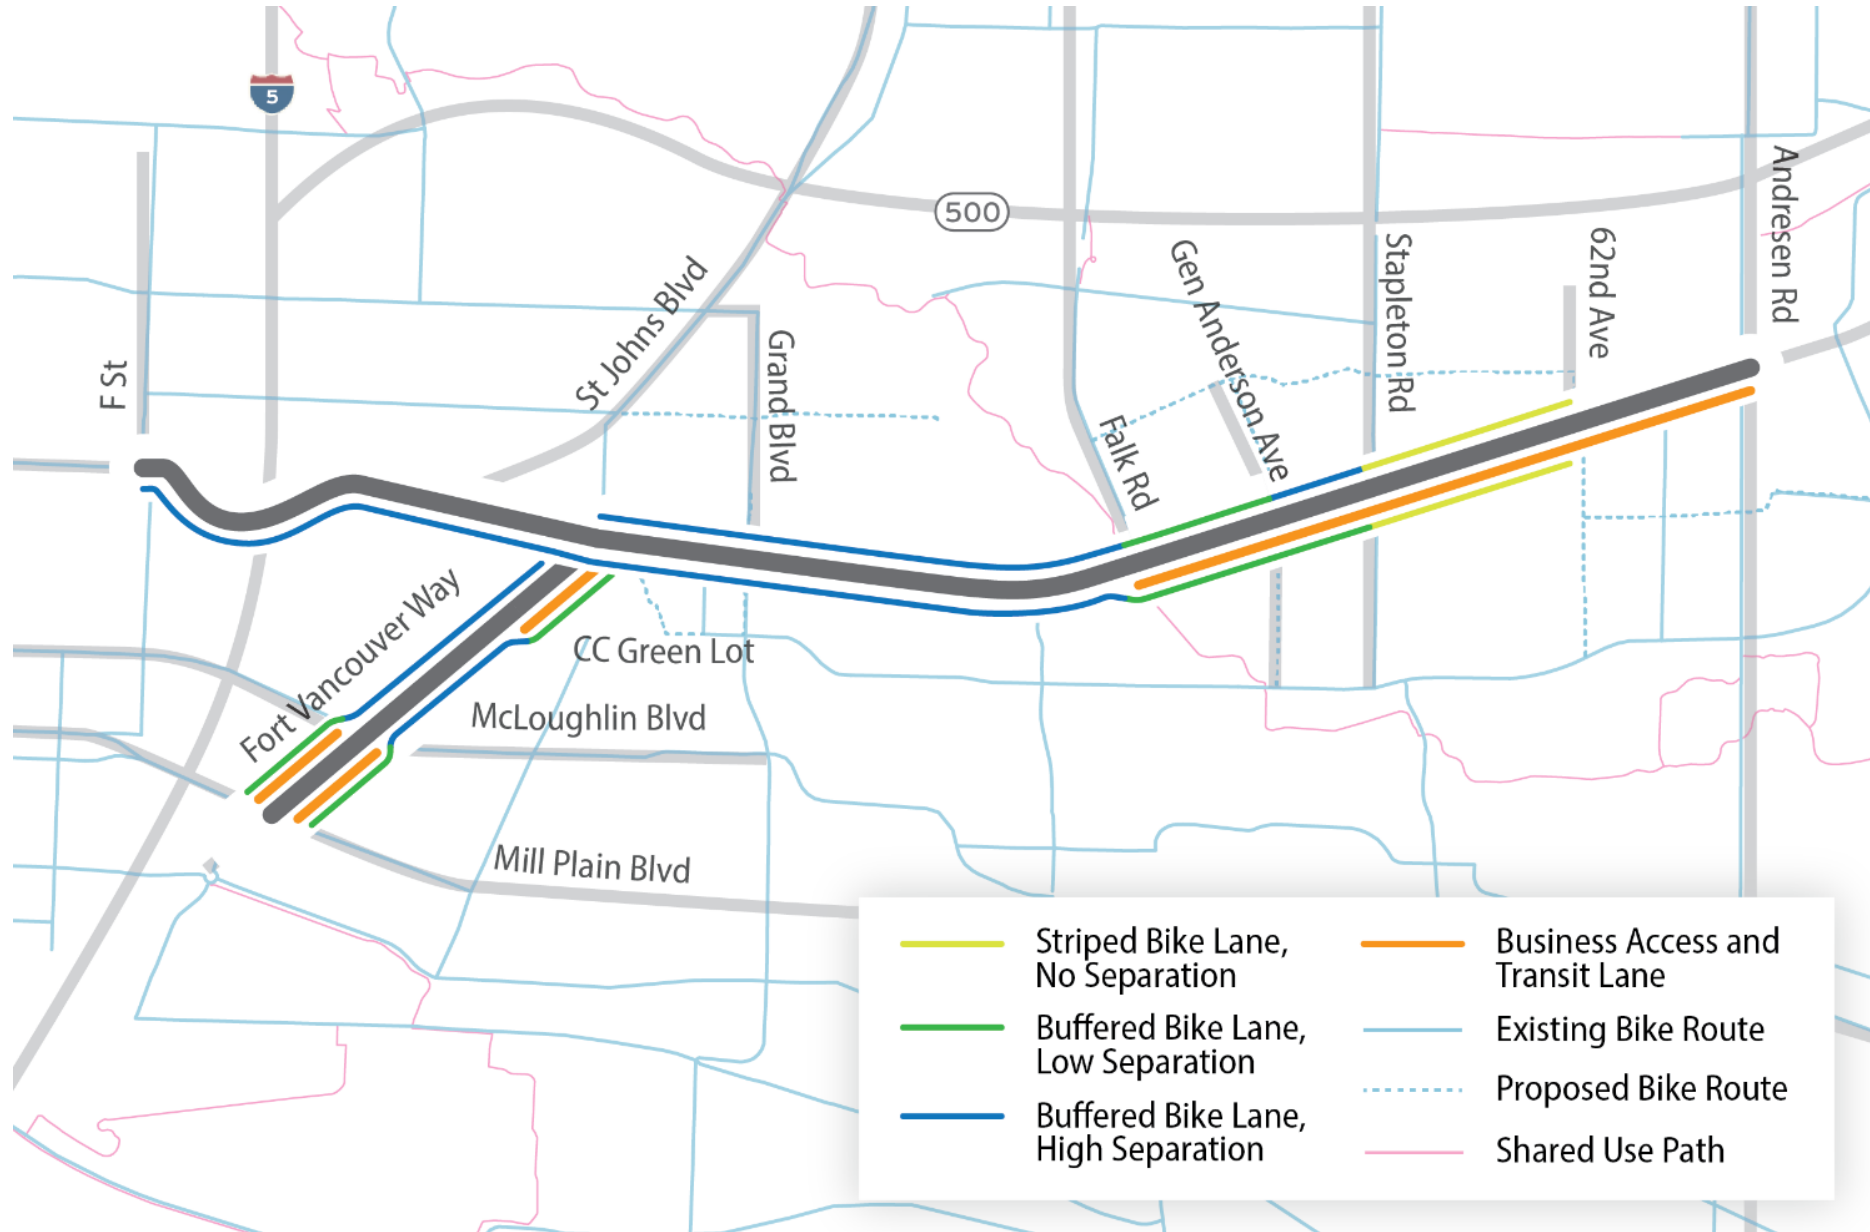 5
500
F St
St Johns Blvd
Grand Blvd
Gen Anderson Ave
Falk Rd
Stapleton Rd
62nd Ave
Andresen Rd
Fort Vancouver Way
CC Green Lot
McLoughlin Blvd
Mill Plain Blvd
Striped Bike Lane,
No Separation
Buffered Bike Lane,
Low Separation
Buffered Bike Lane,
High Separation
Business Access and
Transit Lane
Existing Bike Route
Proposed Bike Route
Shared Use Path